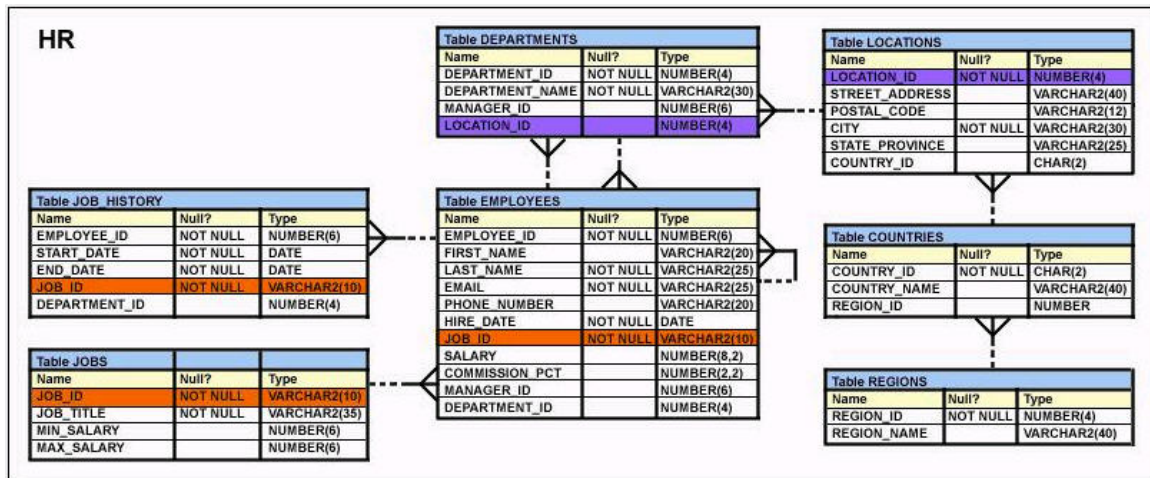 HR
Table DEPARTMENTS
Name Null? Type
DEPARTMENT_ID NOT NULL NUMBER(4)
DEPARTMENT_NAME NOT NULL VARCHAR2(30)
MANAGER_ID NUMBER(6)
LOCATION_ID NUMBER(4)
Table LOCATIONS
Name Null? Type
LOCATION_ID NOT NULL NUMBER(4)
STREET_ADDRESS VARCHAR2(40)
POSTAL_CODE VARCHAR2(12)
CITY NOT NULL VARCHAR2(30)
STATE_PROVINCE VARCHAR2(25)
COUNTRY_ID CHAR(2)
Table JOB_HISTORY
Name Null? Type
EMPLOYEE_ID NOT NULL NUMBER(6)
START_DATE NOT NULL DATE
END_DATE NOT NULL DATE
JOB_ID NOT NULL VARCHAR2(10)
DEPARTMENT_ID NUMBER(4)
Table EMPLOYEES
Name Null? Type
EMPLOYEE_ID NOT NULL NUMBER(6)
FIRST_NAME VARCHAR2(20)
LAST_NAME NOT NULL VARCHAR2(25)
EMAIL NOT NULL VARCHAR2(25)
PHONE_NUMBER VARCHAR2(20)
HIRE_DATE NOT NULL DATE
JOB_ID NOT NULL VARCHAR2(10)
SALARY NUMBER(8,2)
COMMISSION_PCT NUMBER(2,2)
MANAGER_ID NUMBER(6)
DEPARTMENT_ID NUMBER(4)
Table COUNTRIES
Name Null? Type
COUNTRY_ID NOT NULL CHAR(2)
COUNTRY_NAME VARCHAR2(40)
REGION_ID NUMBER
Table JOBS
Name Null? Type
JOB_ID NOT NULL VARCHAR2(10)
JOB_TITLE NOT NULL VARCHAR2(35)
MIN_SALARY NUMBER(6)
MAX_SALARY NUMBER(6)
Table REGIONS
Name Null? Type
REGION_ID NOT NULL NUMBER(4)
REGION_NAME VARCHAR2(40)